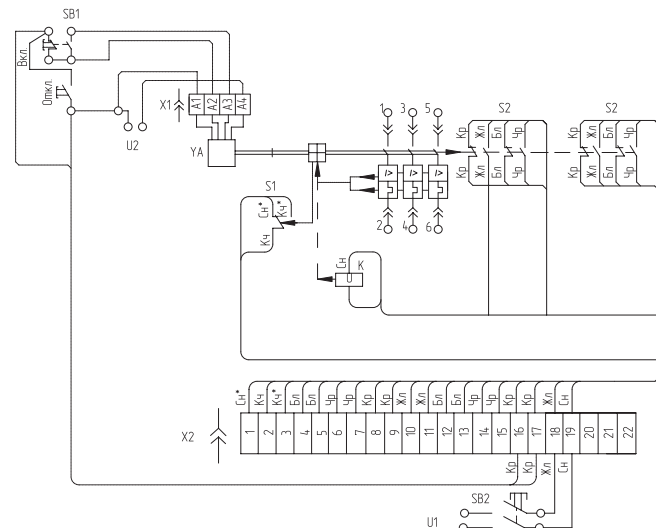 SB1
Вкл.
Откл.
U2
X1
A1 A2 A3 A4
YA
1 3 5
I> I> I>
2 4 6
S2
Кр Жл Бл Чр
Кр Жл Бл Чр
S2
Кр Жл Бл Чр
Кр Жл Бл Чр
S1
Сн* Кч*
Кч
Сн K
U
Сн* Кч Кч* Бл Бл Чр Чр Кр Кр Жл Жл Бл Бл Чр Чр Кр Кр Жл Сн
X2
1 2 3 4 5 6 7 8 9 10 11 12 13 14 15 16 17 18 19 20 21 22
Кр Кр Жл Сн
SB2
U1